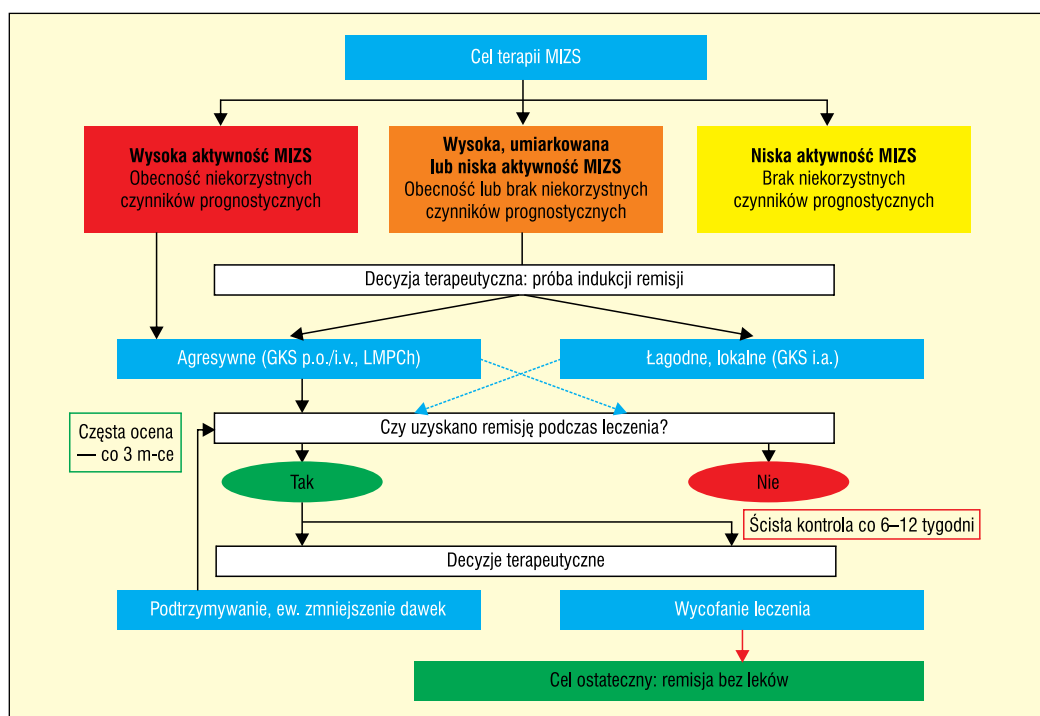 Cel terapii MIZS
Wysoka aktywność MIZS
Obecność niekorzystnych
czynników prognostycznych
Wysoka, umiarkowana
lub niska aktywność MIZS
Obecność lub brak niekorzystnych
czynników prognostycznych
Niska aktywność MIZS
Brak niekorzystnych
czynników prognostycznych
Decyzja terapeutyczna: próba indukcji remisji
Agresywne (GKS p.o./i.v., LMPCh)
Łagodne, lokalne (GKS i.a.)
Częsta ocena
— co 3 m-ce
Czy uzyskano remisję podczas leczenia?
Tak
Nie
Ścisła kontrola co 6–12 tygodni
Decyzje terapeutyczne
Podtrzymywanie, ew. zmniejszenie dawek
Wycofanie leczenia
Cel ostateczny: remisja bez leków